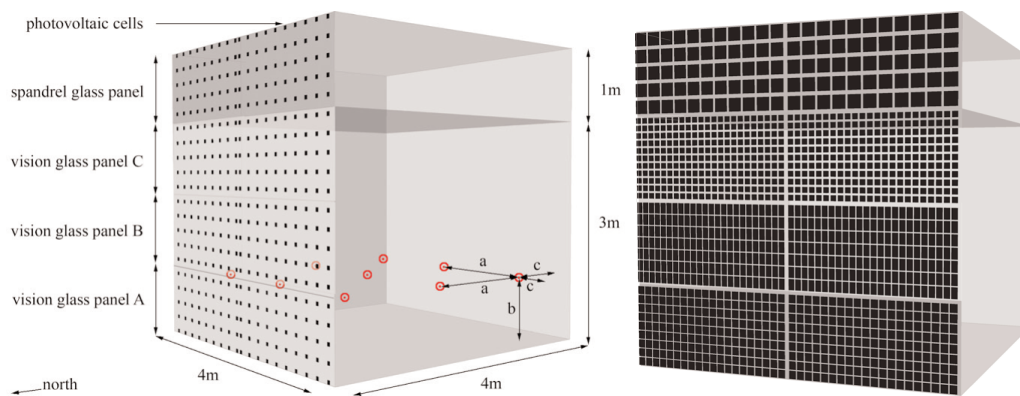 photovoltaic cells
spandrel glass panel
vision glass panel C
vision glass panel B
vision glass panel A
1m
3m
a
a
c
c
b
4m
4m
north